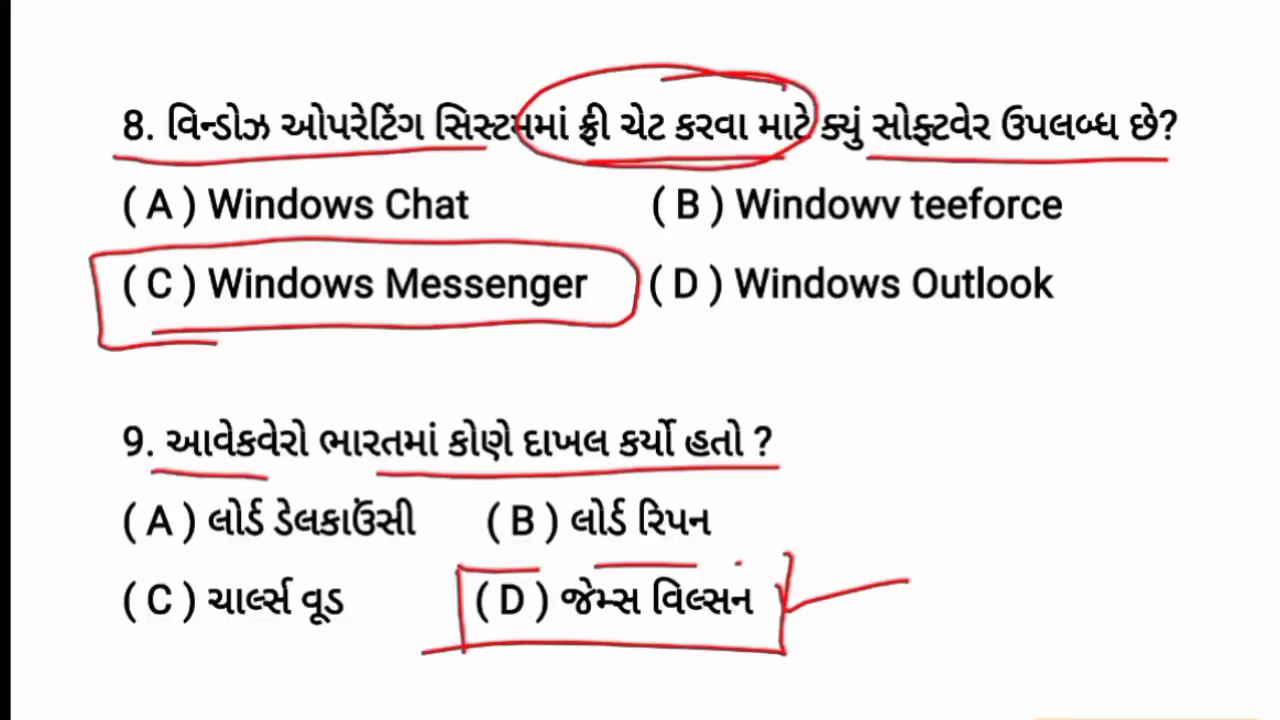 8. વિન્ડોઝ ઓપરેટિંગ સિસ્ટમમાં ફ્રી ચેટ કરવા માટે ક્યું સોફ્ટવેર ઉપલબ્ધ છે?
( A ) Windows Chat ( B ) Windowv teeforce
( C ) Windows Messenger ( D ) Windows Outlook
9. આવેકવેરો ભારતમાં કોણે દાખલ કર્યો હતો ?
( A ) લોર્ડ ડેલકાઉંસી ( B ) લોર્ડ રિપન
( C ) ચાર્લ્સ વૂડ ( D ) જેમ્સ વિલ્સન